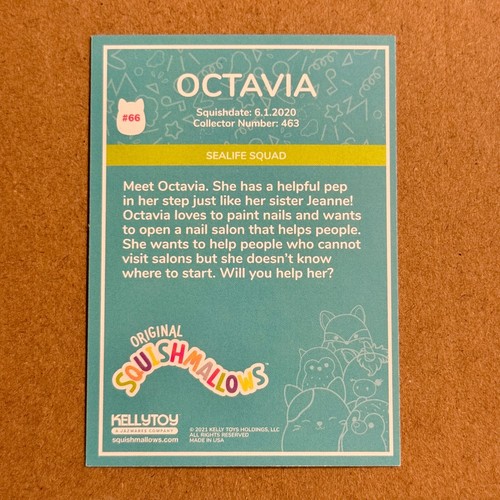 OCTAVIA
Squishdate: 6.1.2020
Collector Number: 463
#66
SEALIFE SQUAD
Meet Octavia. She has a helpful pep
in her step just like her sister Jeanne!
Octavia loves to paint nails and wants
to open a nail salon that helps people.
She wants to help people who cannot
visit salons but she doesn't know
where to start. Will you help her?
ORIGINAL
SQUISHMALLOWS™
KELLYTOY
A JAZWARES COMPANY
squishmallows.com
© 2021 KELLY TOYS HOLDINGS, LLC
ALL RIGHTS RESERVED
MADE IN USA